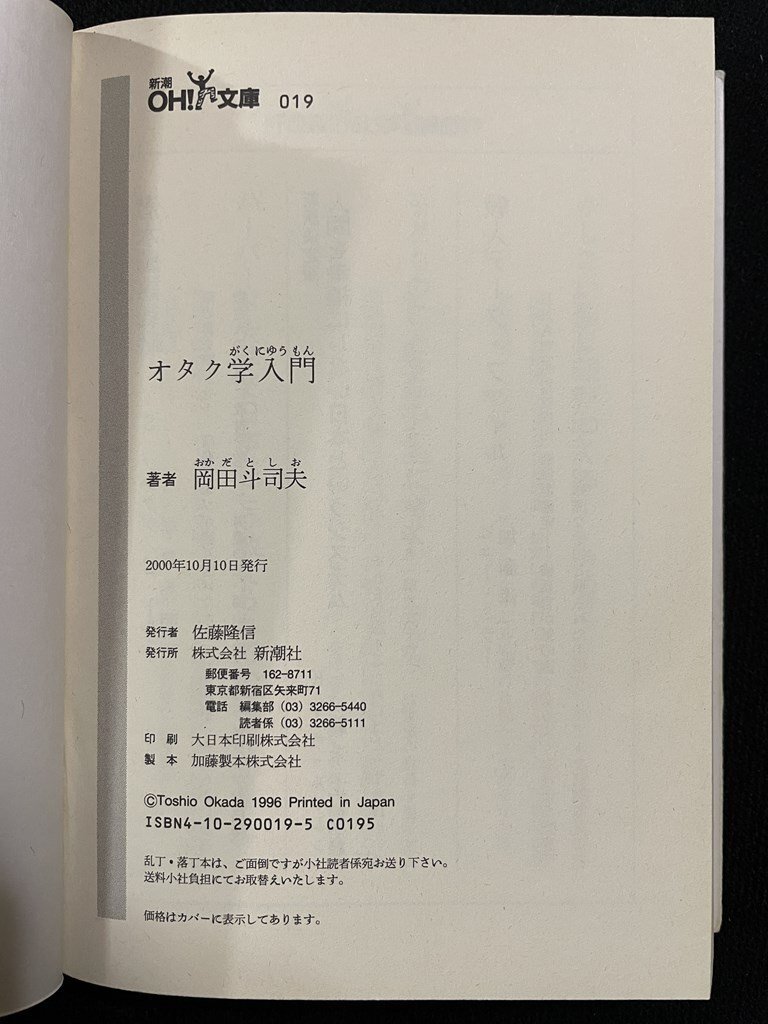 新潮
OH!文庫 019
がくにゆうもん
オタク学入門
おかだとしお
著者 岡田斗司夫
2000年10月10日発行
発行者 佐藤隆信
発行所 株式会社 新潮社
郵便番号 162-8711
東京都新宿区矢来町71
電話 編集部(03)3266-5440
読者係(03)3266-5111
印刷 大日本印刷株式会社
製本 加藤製本株式会社
©Toshio Okada 1996 Printed in Japan
ISBN4-10-290019-5 C0195
乱丁・落丁本は、ご面倒ですが小社読者係宛お送り下さい。
送料小社負担にてお取替えいたします。
価格はカバーに表示してあります。